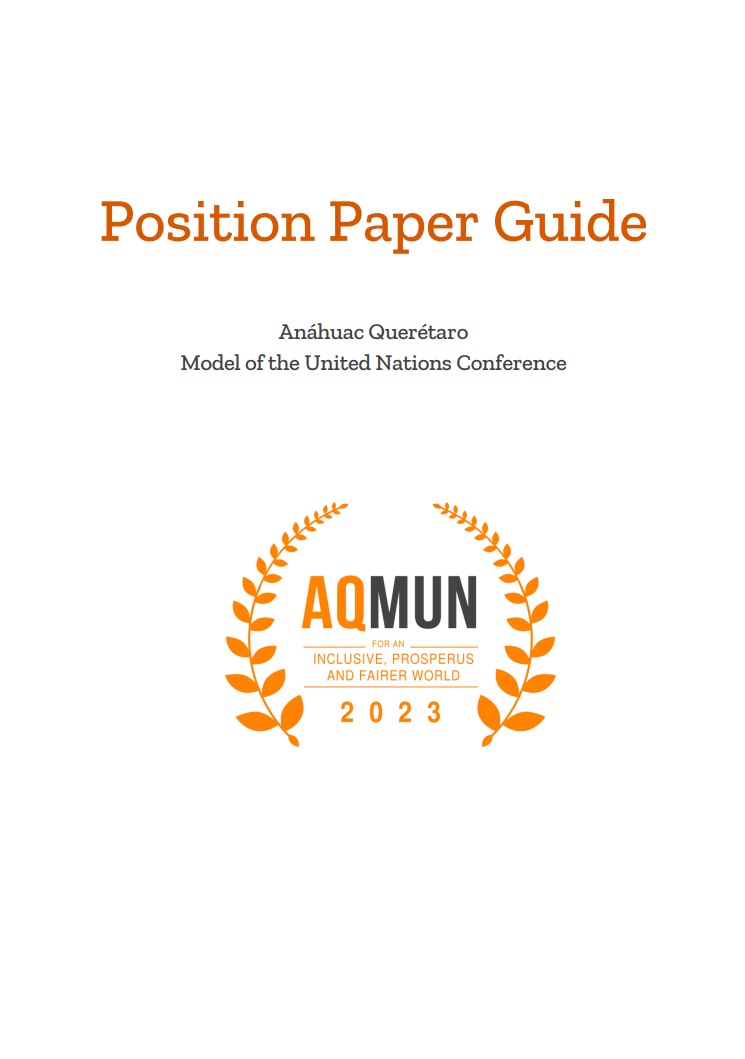 Position Paper Guide
Anáhuac Querétaro
Model of the United Nations Conference
AQMUN
FOR AN
INCLUSIVE, PROSPERUS
AND FAIRER WORLD
2023